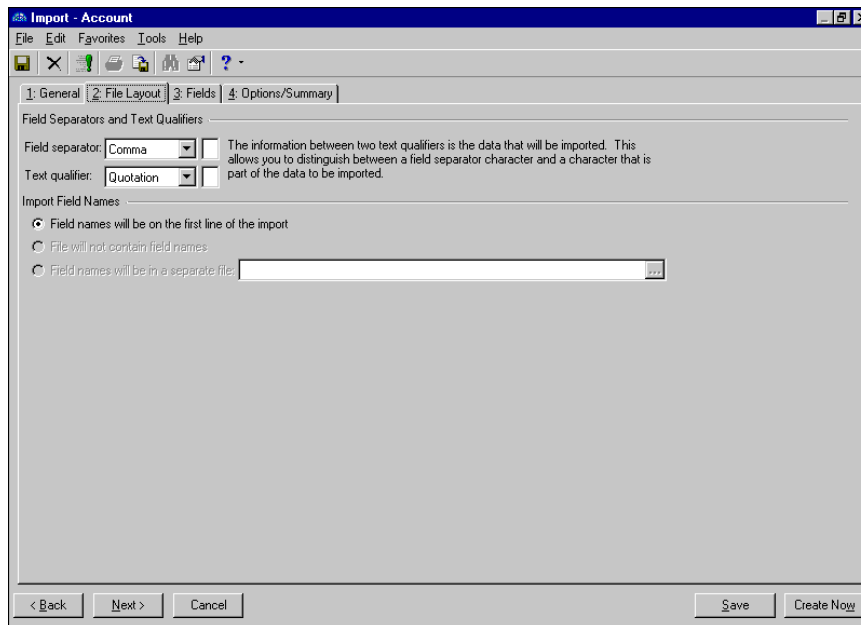 Import - Account
File Edit Favorites Tools Help
1: General 2: File Layout 3: Fields 4: Options/Summary
Field Separators and Text Qualifiers
Field separator: Comma
The information between two text qualifiers is the data that will be imported. This
allows you to distinguish between a field separator character and a character that is
Text qualifier: Quotation
part of the data to be imported.
Import Field Names
Field names will be on the first line of the import
File will not contain field names
Field names will be in a separate file: ...
< Back Next > Cancel Save Create Now